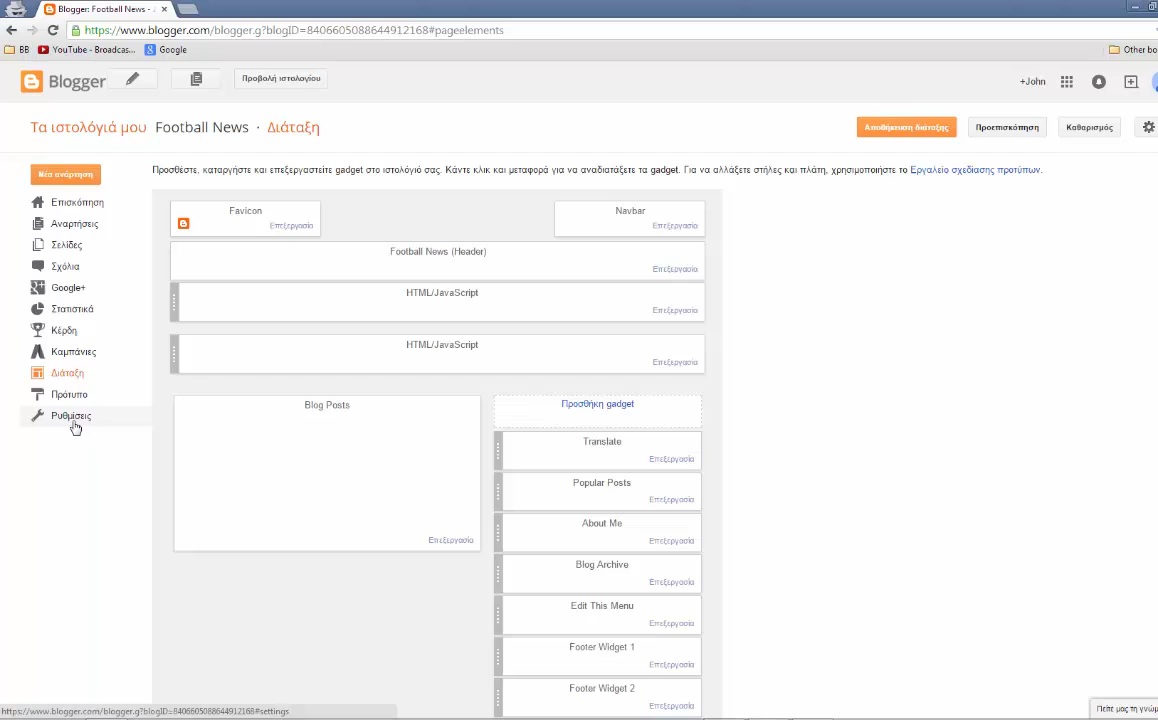 Blogger: Football News -
https://www.blogger.com/blogger.g?blogID=8406605088644912168#pageelements
BB YouTube - Broadcas... Google Other bo
Blogger Προβολή ιστολογίου +John
Τα ιστολόγιά μου Football News · Διάταξη Αποθήκευση διάταξης Προεπισκόπηση Καθαρισμός
Νέα ανάρτηση
Προσθέστε, καταργήστε και επεξεργαστείτε gadget στο ιστολόγιό σας. Κάντε κλικ και μεταφορά για να αναδιατάξετε τα gadget. Για να αλλάξετε στήλες και πλάτη, χρησιμοποιήστε το Εργαλείο σχεδίασης προτύπων.
Επισκόπηση
Αναρτήσεις
Σελίδες
Σχόλια
Google+
Στατιστικά
Κέρδη
Καμπάνιες
Διάταξη
Πρότυπο
Ρυθμίσεις
Favicon
Επεξεργασία
Navbar
Επεξεργασία
Football News (Header)
Επεξεργασία
HTML/JavaScript
Επεξεργασία
HTML/JavaScript
Επεξεργασία
Blog Posts
Επεξεργασία
Προσθήκη gadget
Translate
Επεξεργασία
Popular Posts
Επεξεργασία
About Me
Επεξεργασία
Blog Archive
Επεξεργασία
Edit This Menu
Επεξεργασία
Footer Widget 1
Επεξεργασία
Footer Widget 2
Επεξεργασία
https://www.blogger.com/blogger.g?blogID=8406605088644912168#settings
Πείτε μας τη γνώμ